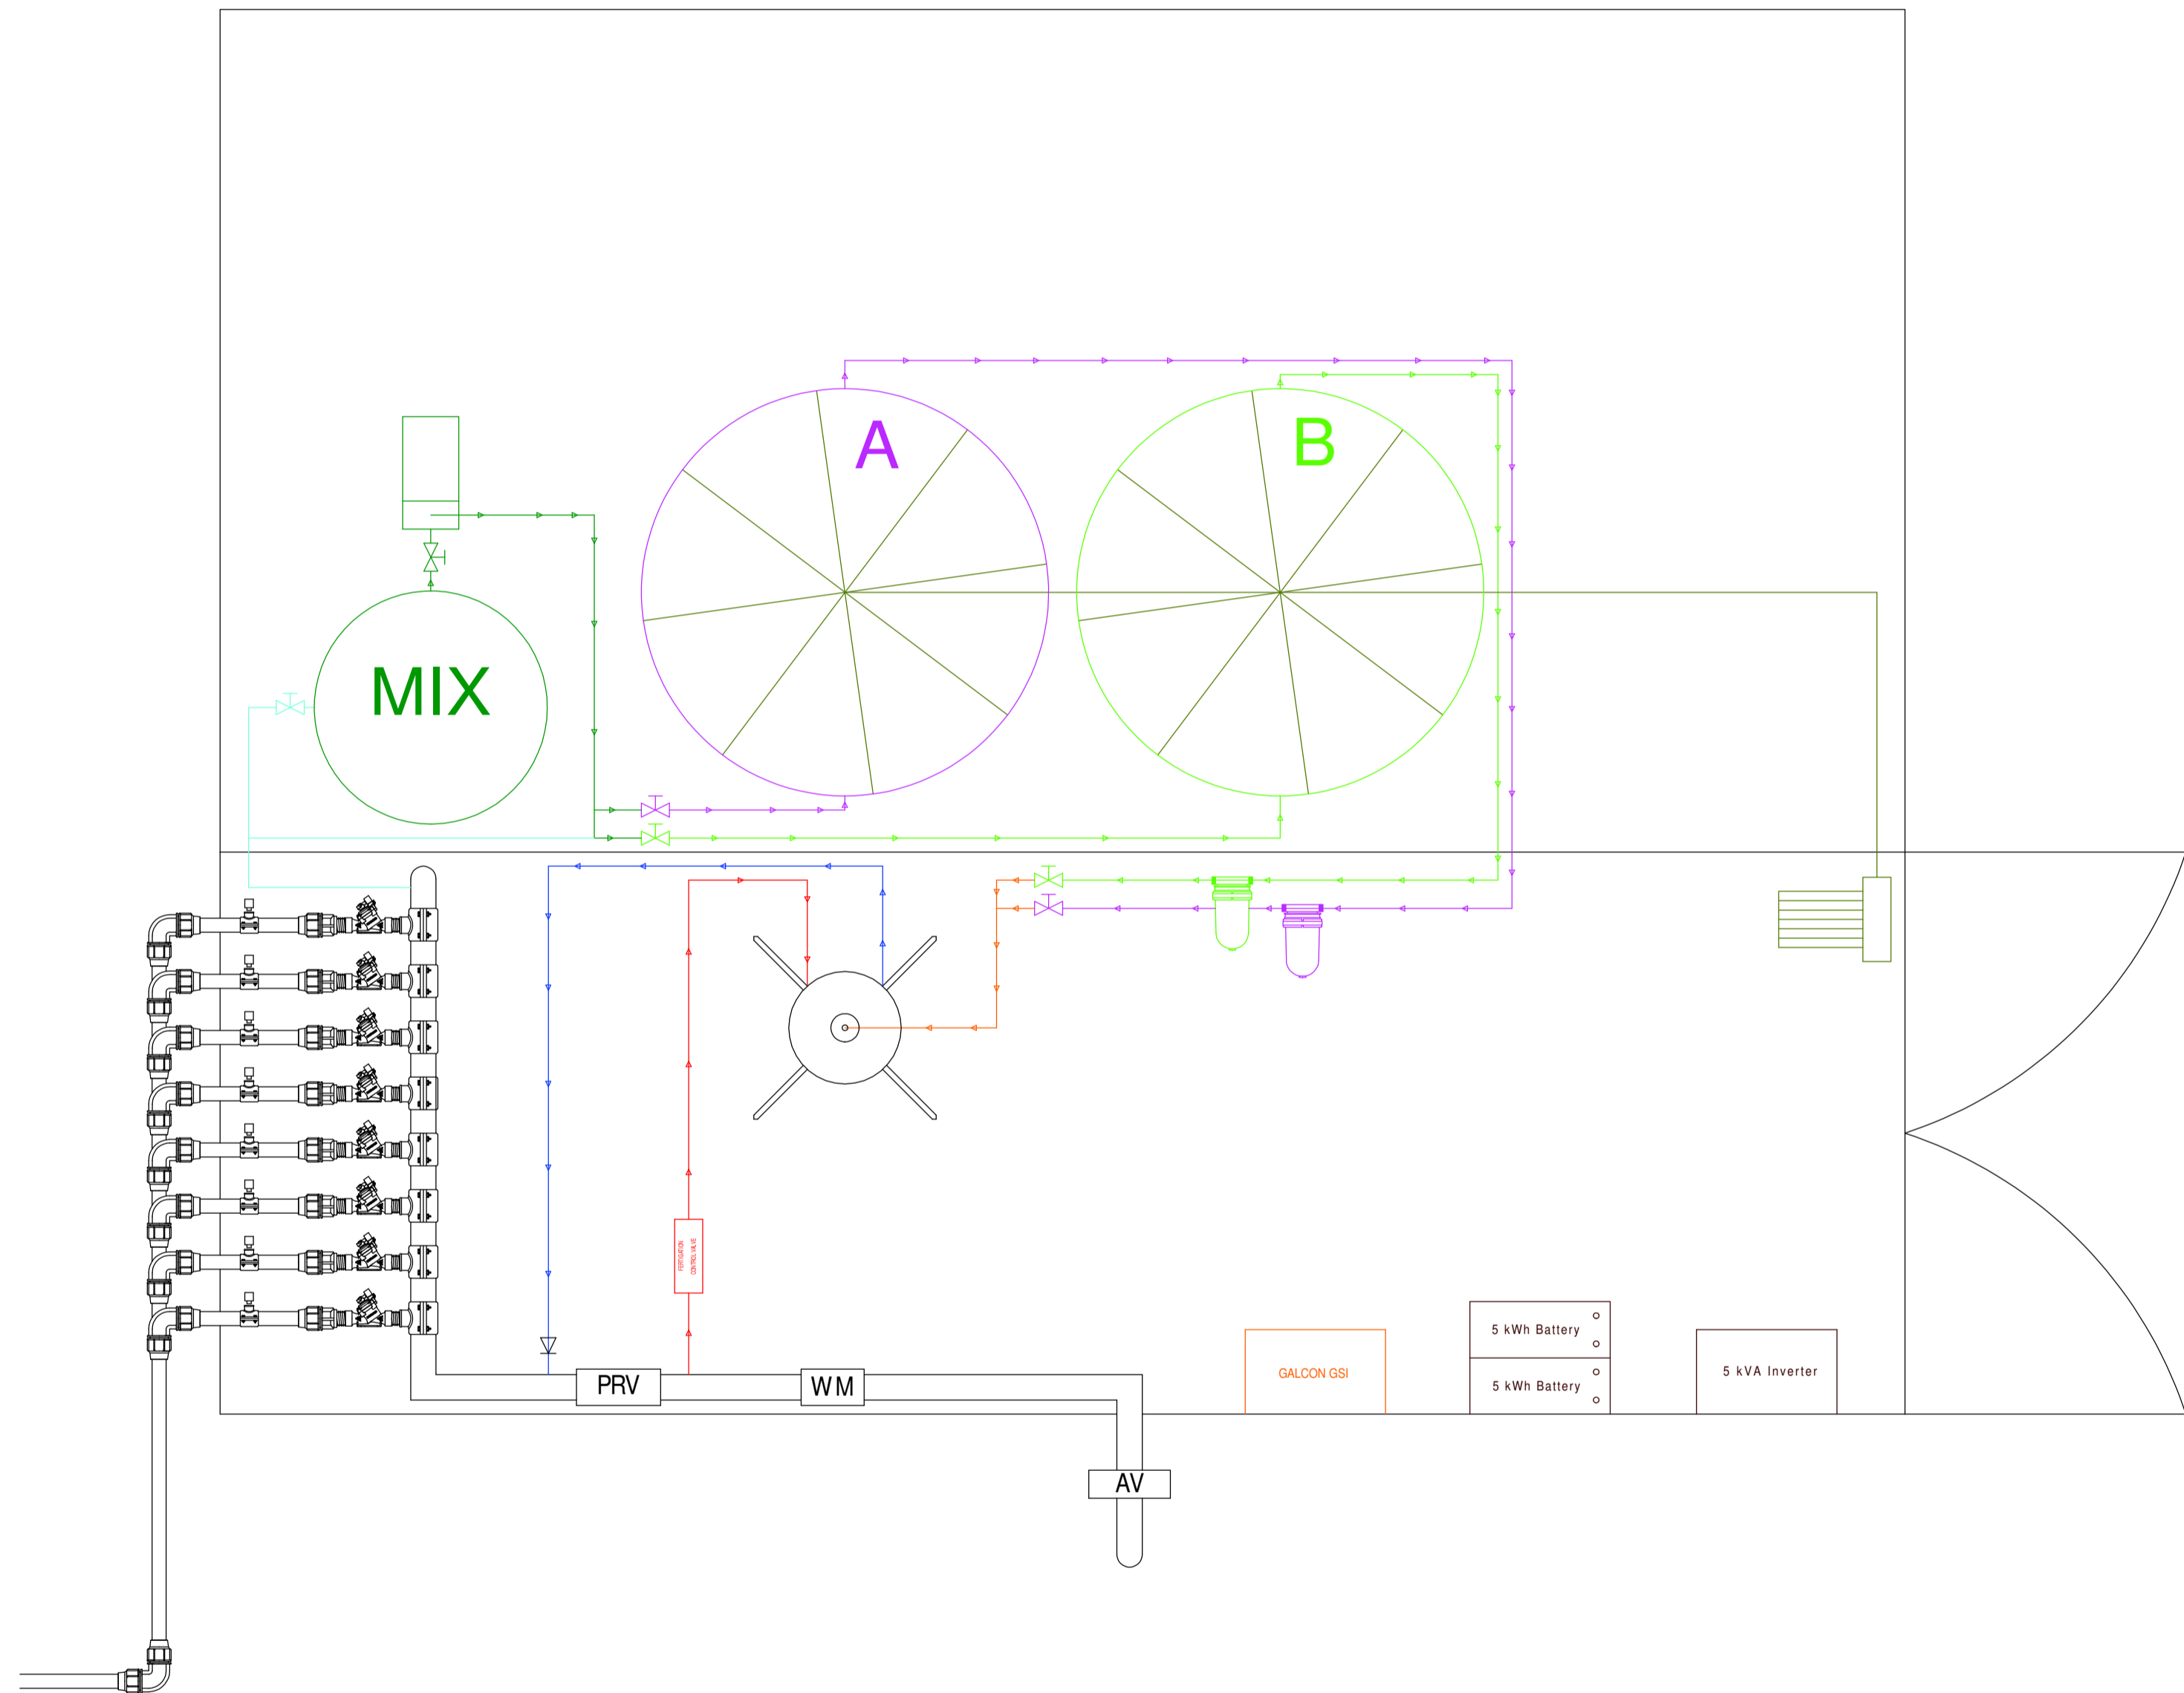 A
B
MIX
FERTIGATION
CONTROL VALVE
5 kWh Battery
5 kWh Battery
GALCON GSI
5 kVA Inverter
PRV
WM
AV